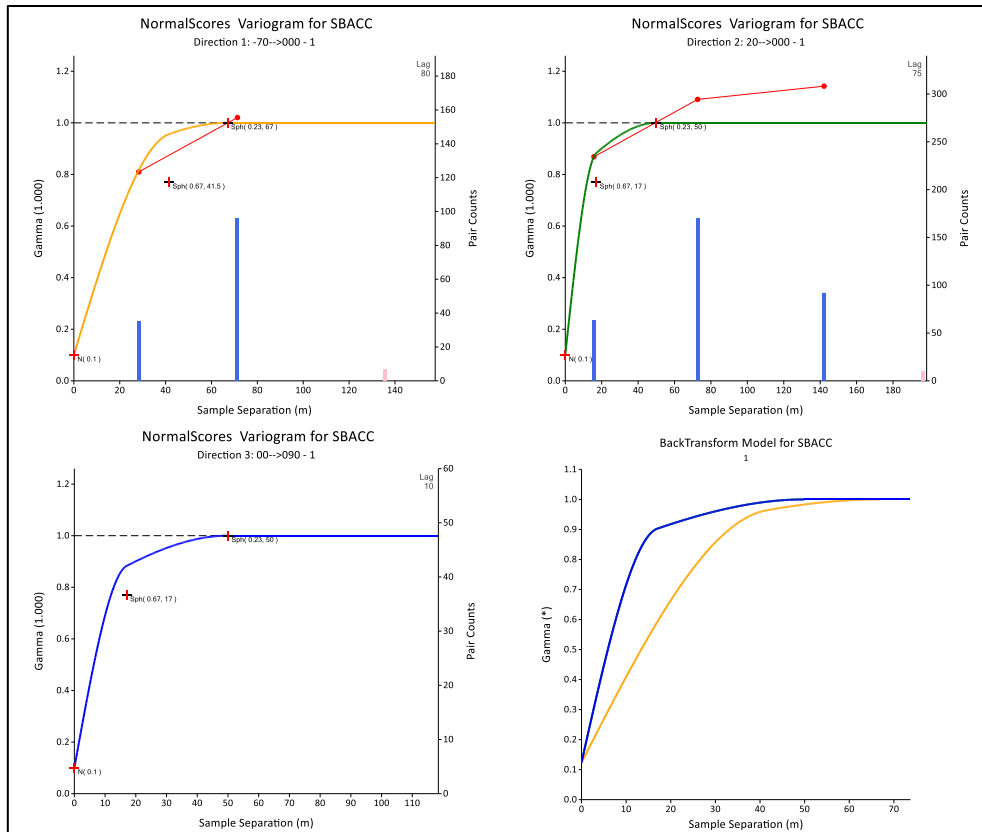 NormalScores Variogram for SBACC
Direction 1: -70-->000 - 1
Lag
80
1.2
1.0
0.8
0.6
0.4
0.2
0.0
Gamma (1.000)
180
160
140
120
100
80
60
40
20
0
Pair Counts
Sph( 0.23, 67 )
Sph( 0.67, 41.5 )
N( 0.1 )
0 20 40 60 80 100 120 140
Sample Separation (m)
NormalScores Variogram for SBACC
Direction 2: 20-->000 - 1
Lag
75
1.2
1.0
0.8
0.6
0.4
0.2
0.0
Gamma (1.000)
300
250
200
150
100
50
0
Pair Counts
Sph( 0.23, 50 )
Sph( 0.67, 17 )
N( 0.1 )
0 20 40 60 80 100 120 140 160 180
Sample Separation (m)
NormalScores Variogram for SBACC
Direction 3: 00-->090 - 1
Lag
10
1.2
1.0
0.8
0.6
0.4
0.2
0.0
Gamma (1.000)
60
50
40
30
20
10
0
Pair Counts
Sph( 0.23, 50 )
Sph( 0.67, 17 )
N( 0.1 )
0 10 20 30 40 50 60 70 80 90 100 110
Sample Separation (m)
BackTransform Model for SBACC
1
1.1
1.0
0.9
0.8
0.7
0.6
0.5
0.4
0.3
0.2
0.1
0.0
Gamma (*)
0 10 20 30 40 50 60 70
Sample Separation (m)